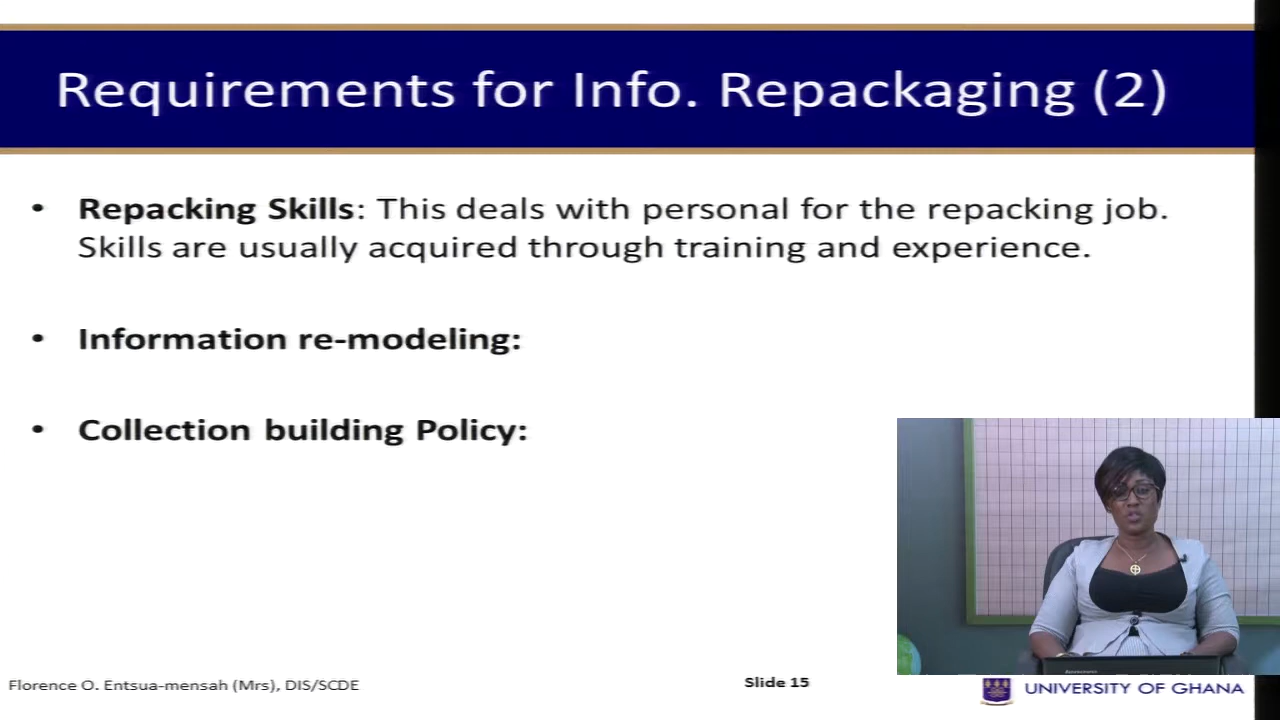 Requirements for Info. Repackaging (2)
• Repacking Skills: This deals with personal for the repacking job.
Skills are usually acquired through training and experience.
• Information re-modeling:
• Collection building Policy:
Florence O. Entsua-mensah (Mrs), DIS/SCDE
Slide 15
UNIVERSITY OF GHANA